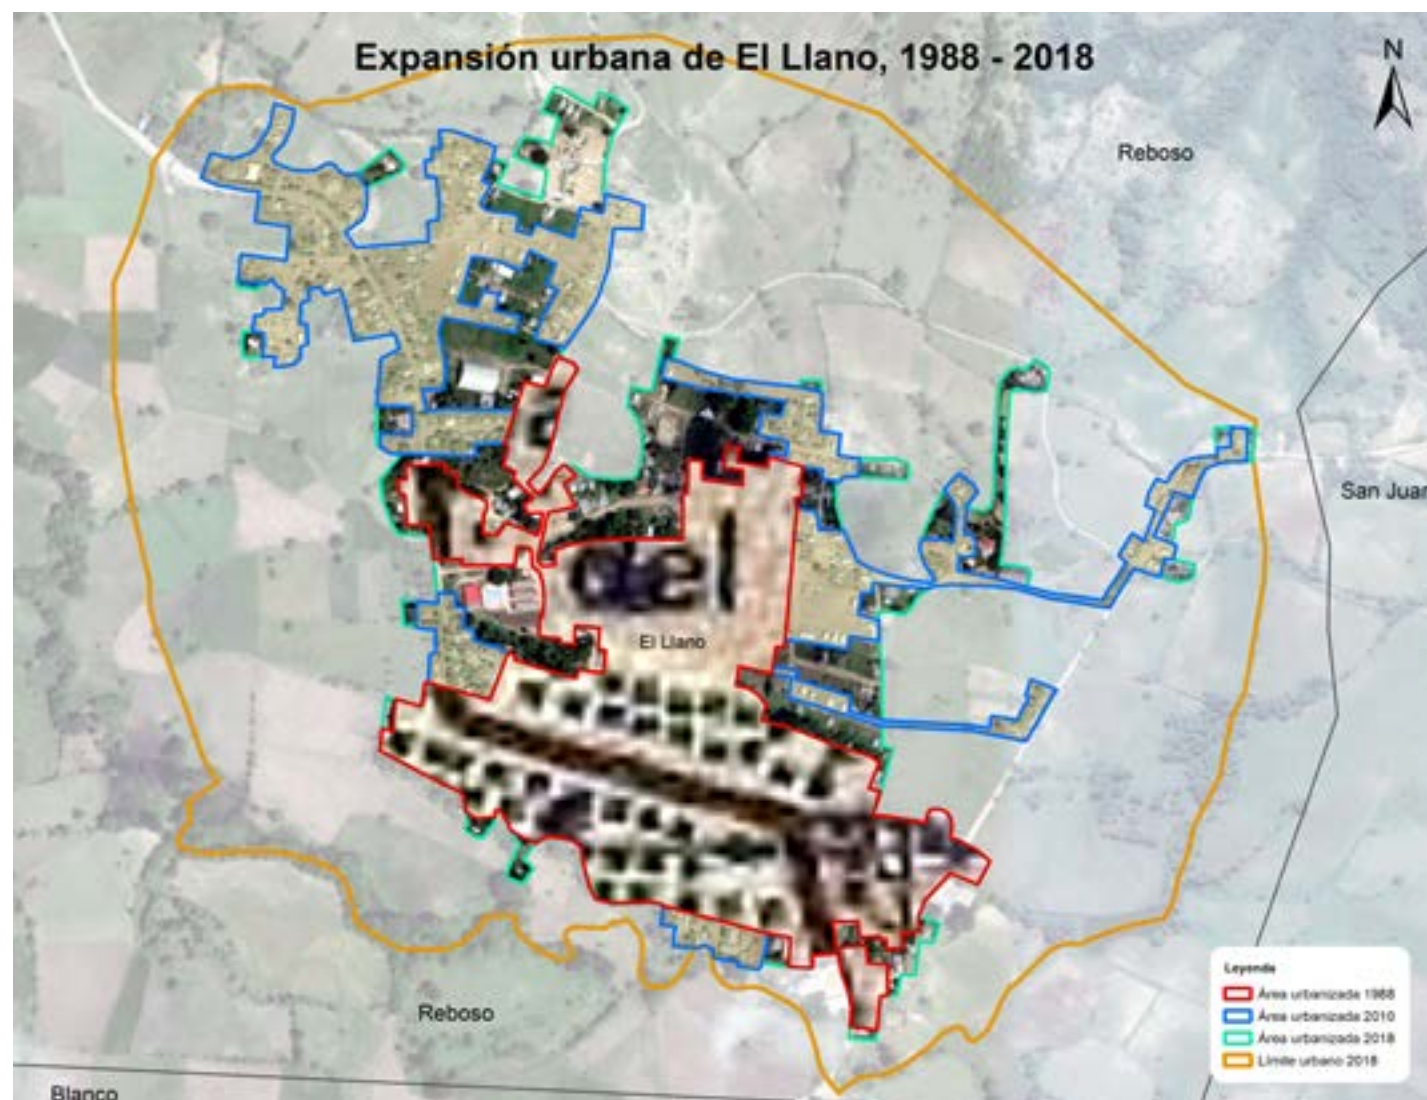 Expansión urbana de El Llano, 1988 - 2018
N
Reboso
San Juan
del
El Llano
Reboso
Blanco
Leyenda
Área urbanizada 1988
Área urbanizada 2010
Área urbanizada 2018
Límite urbano 2018